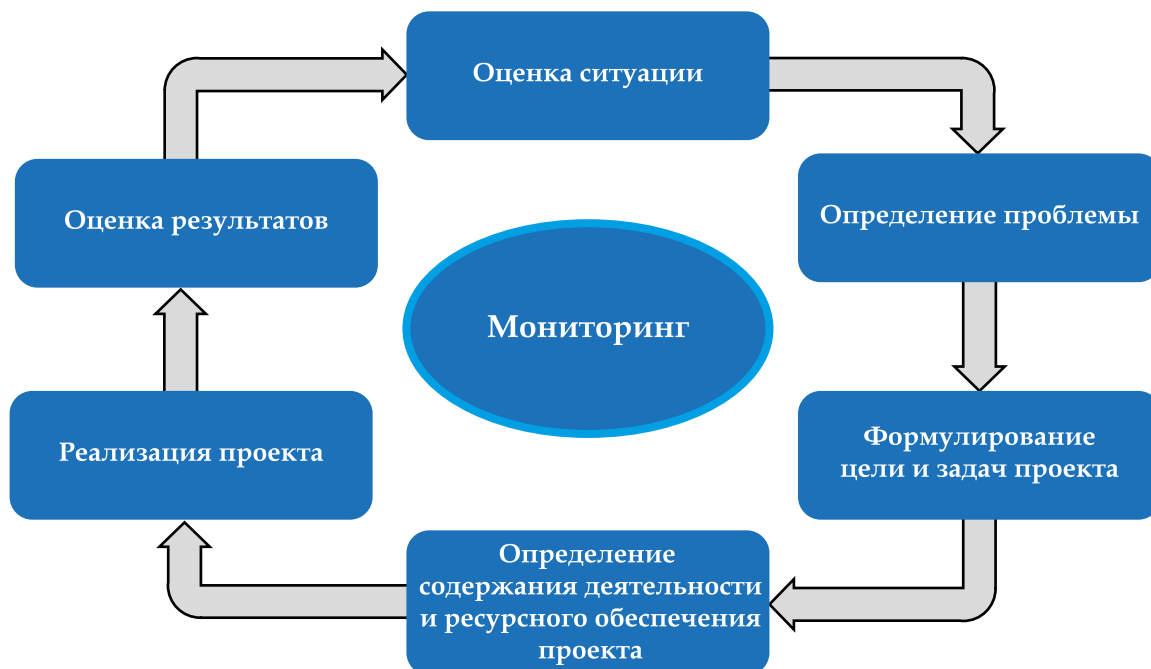 Оценка ситуации
Определение проблемы
Формулирование
цели и задач проекта
Определение
содержания деятельности
и ресурсного обеспечения
проекта
Реализация проекта
Оценка результатов
Мониторинг